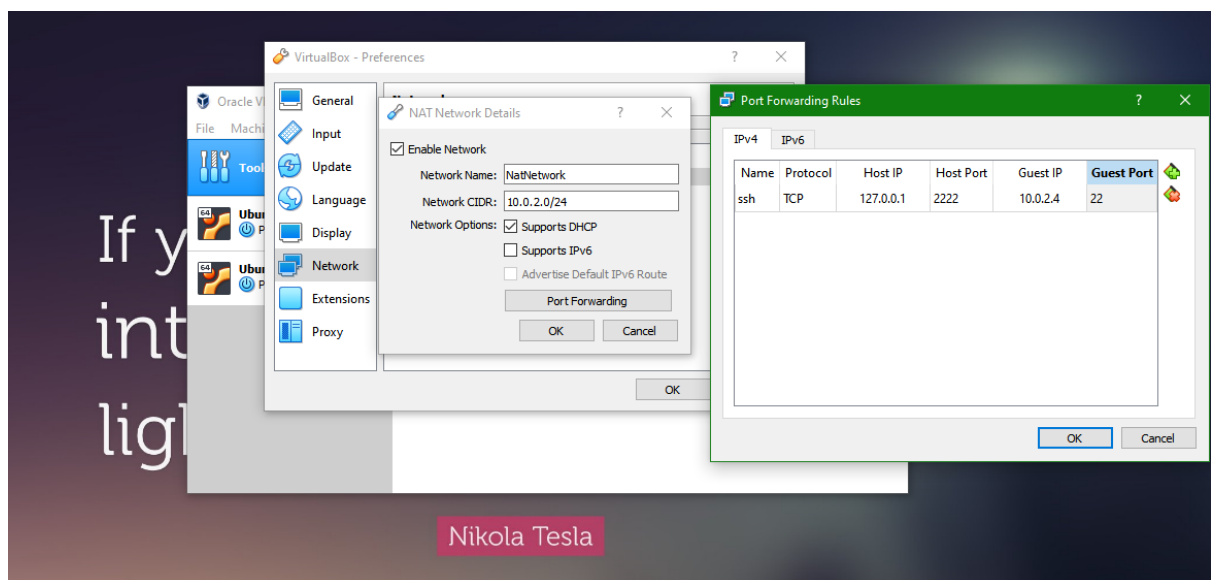 VirtualBox - Preferences
?
Oracle V
File Machi
Tool
64
Ubu
P
64
Ubu
P
General
Input
Update
Language
Display
Network
Extensions
Proxy
OK
NAT Network Details
?
Enable Network
Network Name: NatNetwork
Network CIDR: 10.0.2.0/24
Network Options: Supports DHCP
Supports IPv6
Advertise Default IPv6 Route
Port Forwarding
OK Cancel
Port Forwarding Rules
?
IPv4 IPv6
Name Protocol Host IP Host Port Guest IP Guest Port
ssh TCP 127.0.0.1 2222 10.0.2.4 22
OK Cancel
If y
int
lig
Nikola Tesla